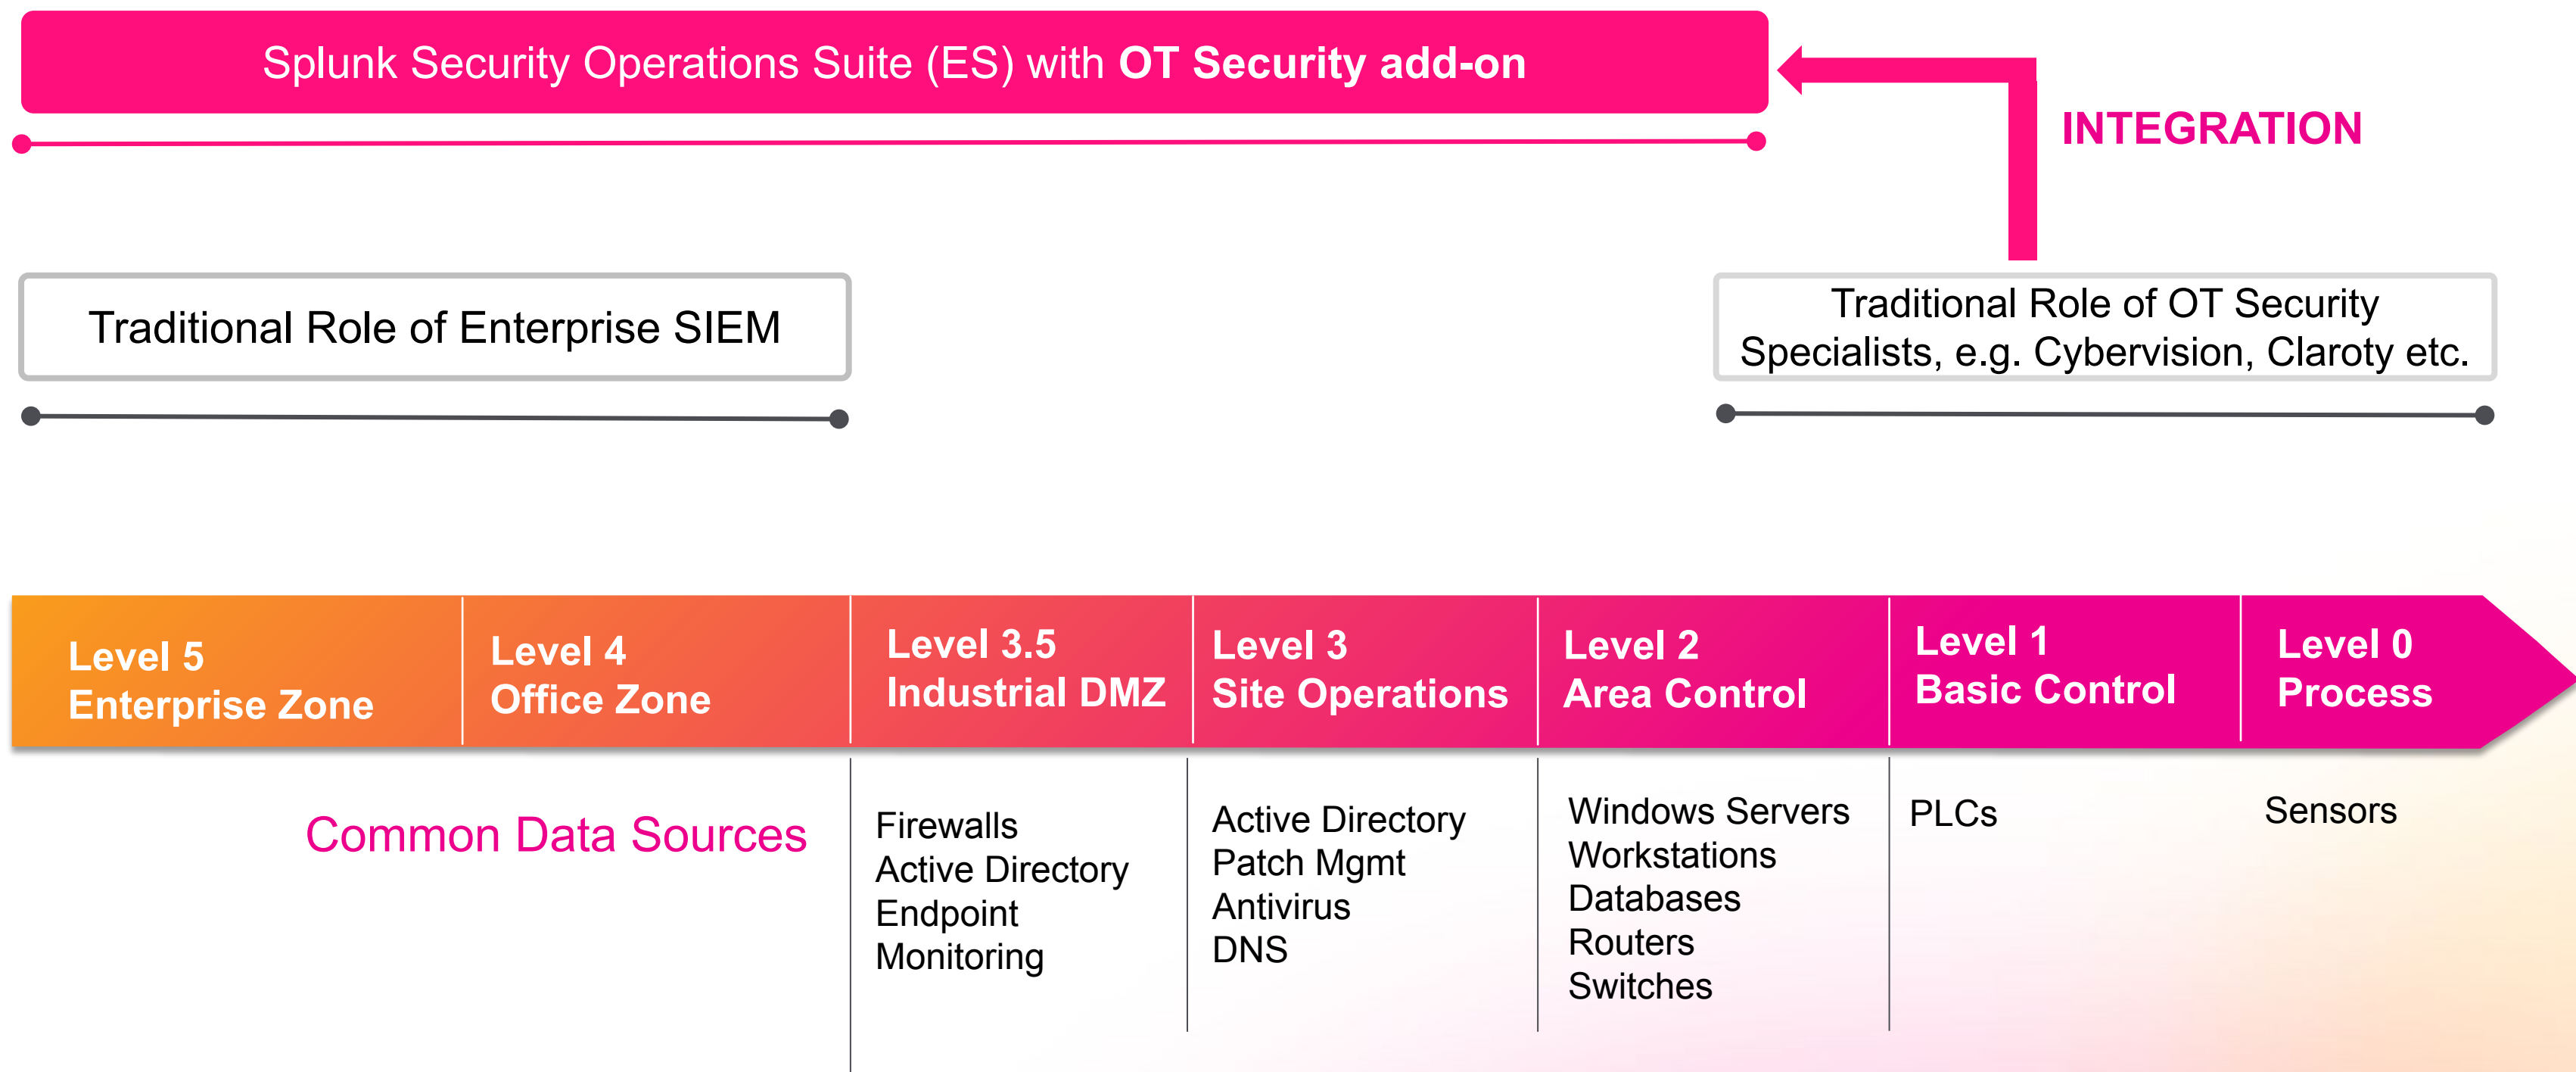 Splunk Security Operations Suite (ES) with OT Security add-on
INTEGRATION
Traditional Role of Enterprise SIEM
Traditional Role of OT Security
Specialists, e.g. Cybervision, Claroty etc.
Level 5
Enterprise Zone
Level 4
Office Zone
Level 3.5
Industrial DMZ
Level 3
Site Operations
Level 2
Area Control
Level 1
Basic Control
Level 0
Process
Common Data Sources
Firewalls
Active Directory
Endpoint
Monitoring
Active Directory
Patch Mgmt
Antivirus
DNS
Windows Servers
Workstations
Databases
Routers
Switches
PLCs
Sensors